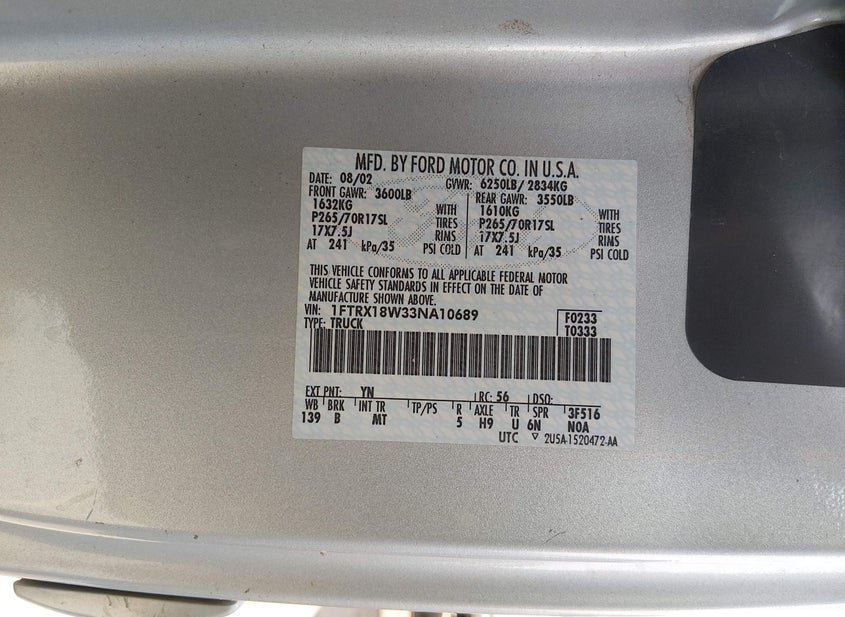 MFD. BY FORD MOTOR CO. IN U.S.A.
DATE: 08/02 GVWR: 6250LB/ 2834KG
FRONT GAWR: 3600LB REAR GAWR: 3550LB
1632KG WITH 1610KG WITH
P265/70R17SL TIRES P265/70R17SL TIRES
17X7.5J RIMS 17X7.5J RIMS
AT 241 kPa/35 PSI COLD AT 241 kPa/35 PSI COLD
THIS VEHICLE CONFORMS TO ALL APPLICABLE FEDERAL MOTOR
VEHICLE SAFETY STANDARDS IN EFFECT ON THE DATE OF
MANUFACTURE SHOWN ABOVE.
VIN: 1FTRX18W33NA10689 F0233
TYPE: TRUCK T0333
EXT PNT: YN RC: 56 DSO:
WB BRK INT TR TP/PS R AXLE TR SPR 3F516
139 B MT 5 H9 U 6N NOA
UTC ▽ 2U5A-1520472-AA